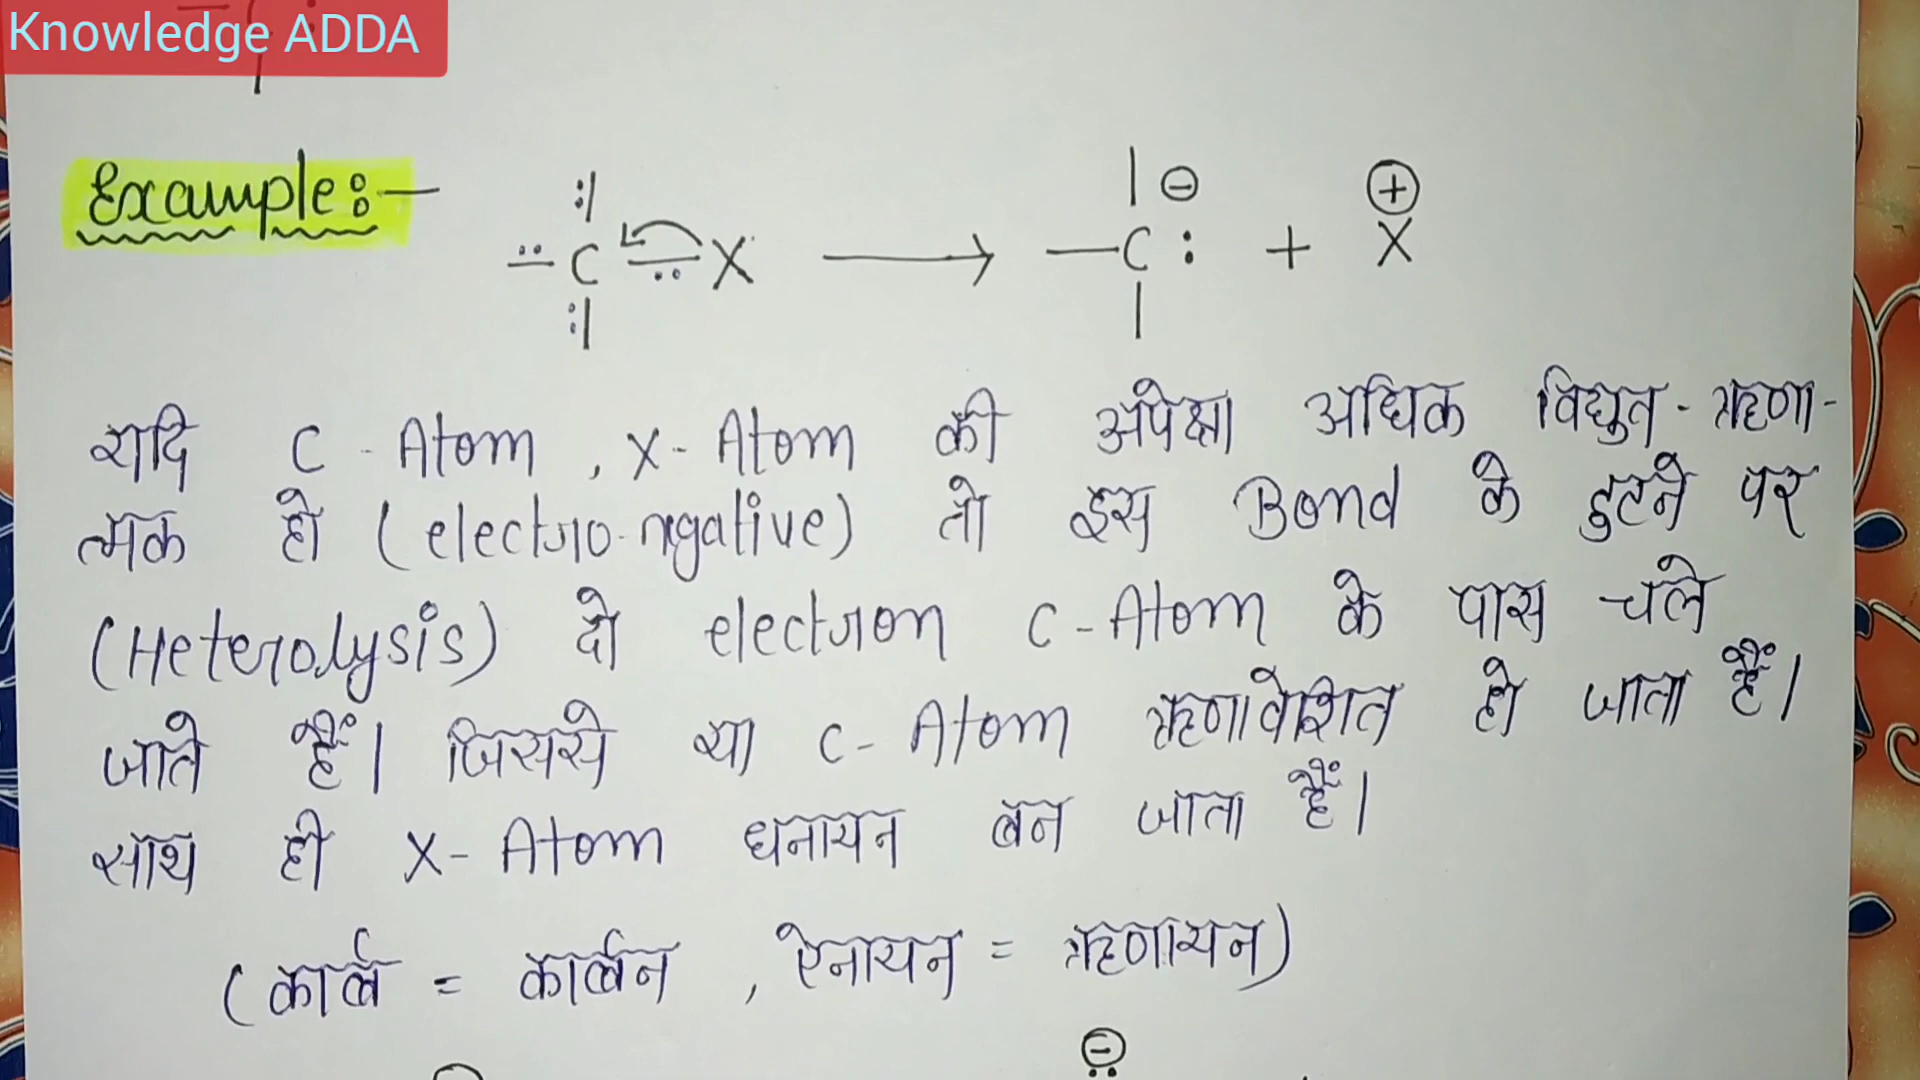 Knowledge ADDA
Example:-
C X → C : ⊖ + X ⊕
यदि C - Atom , X - Atom की अपेक्षा अधिक विद्युत - ऋणा-
त्मक हो (electro-negative) तो इस Bond के टुटने पर
(Heterolysis) दो electron C - Atom के पास चले
जाते हैं। जिससे या C - Atom ऋणावेशित हो जाता हैं।
साथ ही X - Atom धनायन बन जाता हैं।
(कार्ब = कार्बन , ऐनायन = ऋणायन)